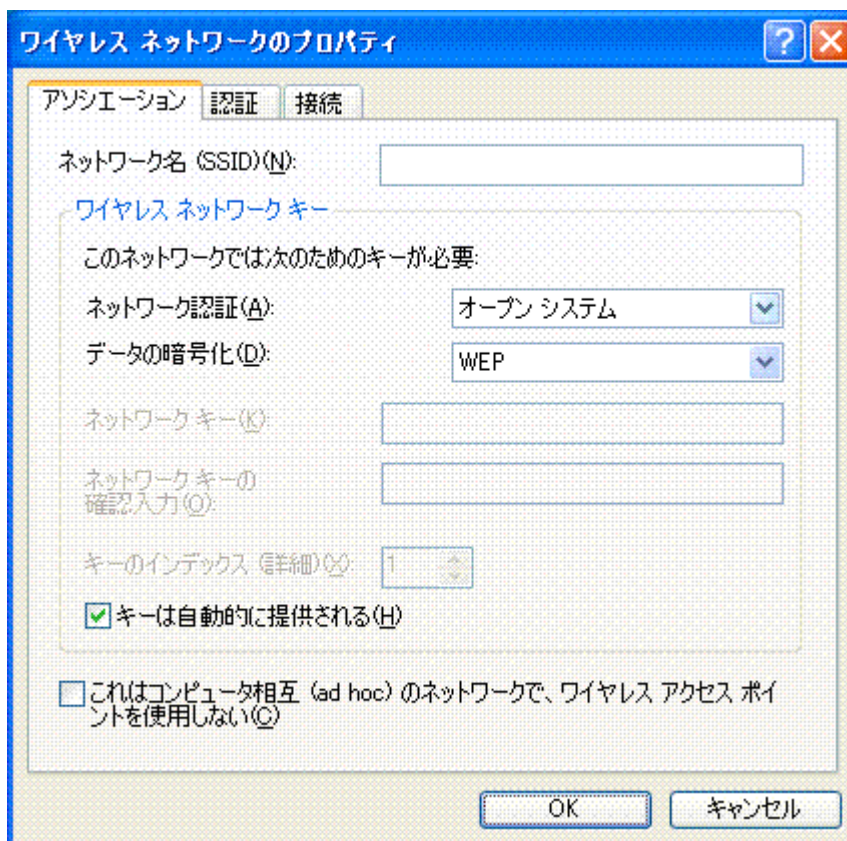 ワイヤレス ネットワークのプロパティ
アソシエーション 認証 接続
ネットワーク名 (SSID)(N):
ワイヤレス ネットワーク キー
このネットワークでは次のためのキーが必要:
ネットワーク認証(A): オープン システム
データの暗号化(D): WEP
ネットワーク キー(K):
ネットワーク キーの
確認入力(O):
キーのインデックス (詳細)(X): 1
キーは自動的に提供される(H)
これはコンピュータ相互 (ad hoc) のネットワークで、ワイヤレス アクセス ポイ
ントを使用しない(C)
OK キャンセル